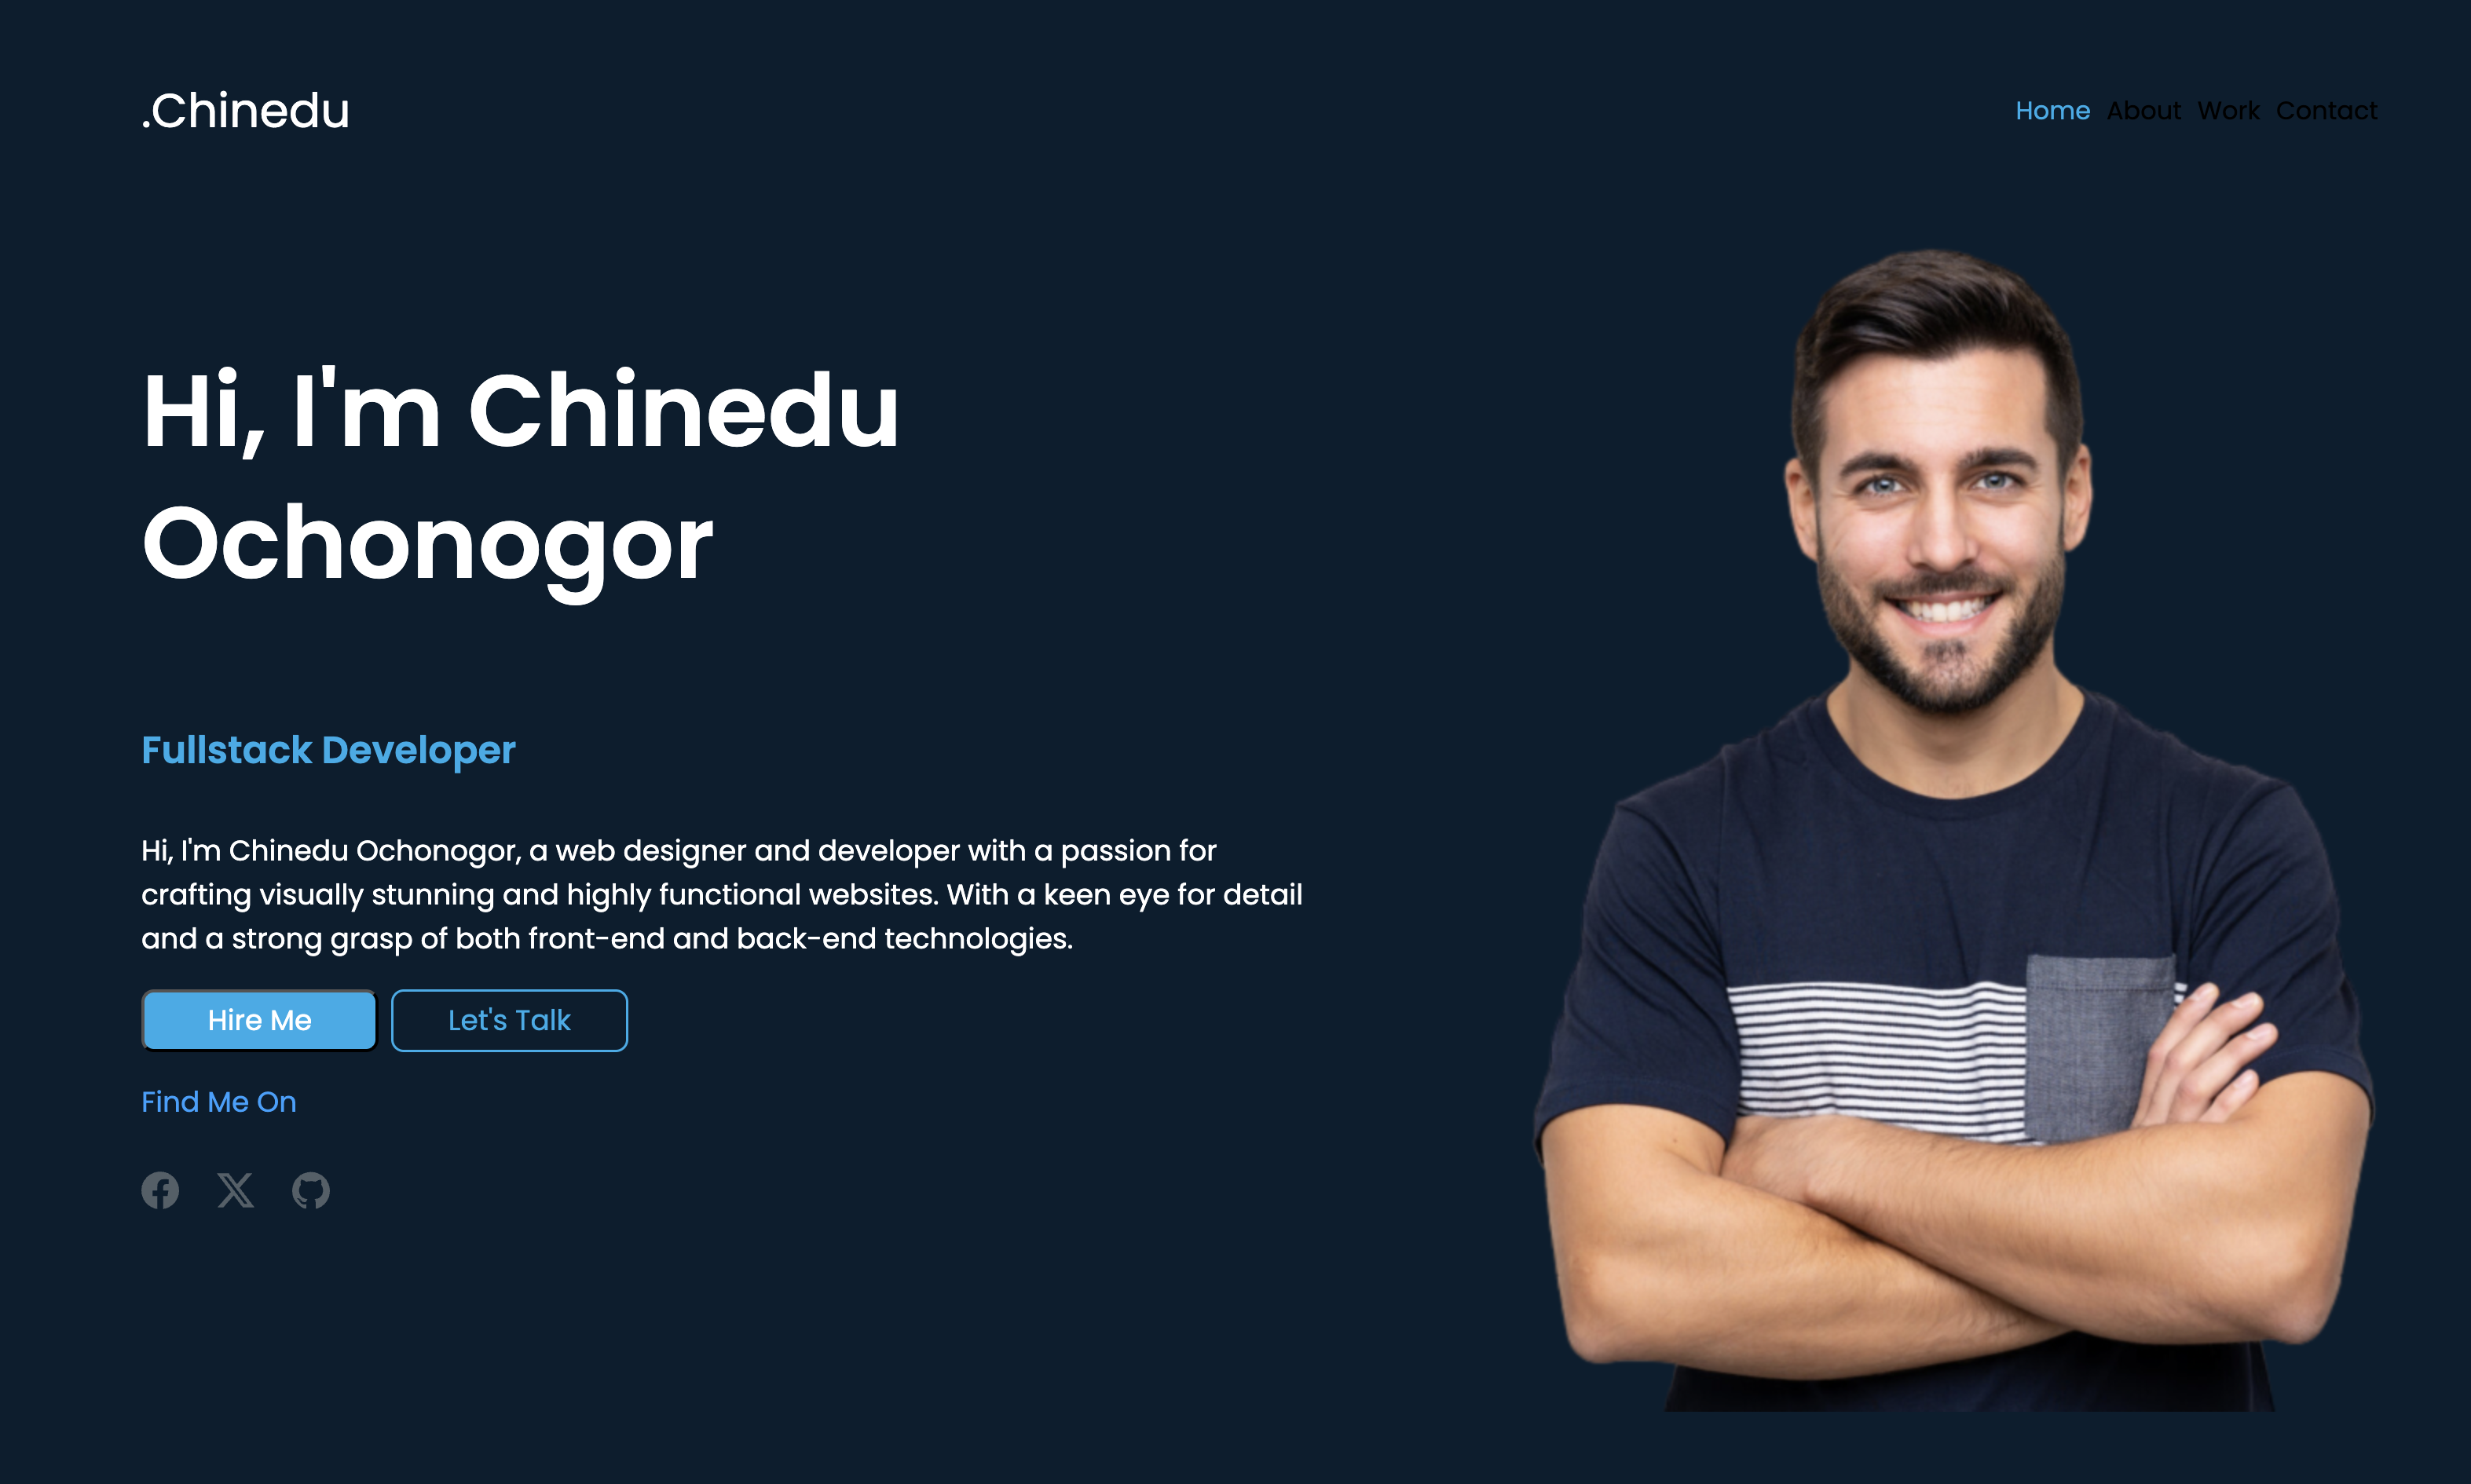 .Chinedu
Home About Work Contact
Hi, I'm Chinedu
Ochonogor
Fullstack Developer
Hi, I'm Chinedu Ochonogor, a web designer and developer with a passion for
crafting visually stunning and highly functional websites. With a keen eye for detail
and a strong grasp of both front-end and back-end technologies.
Hire Me Let's Talk
Find Me On